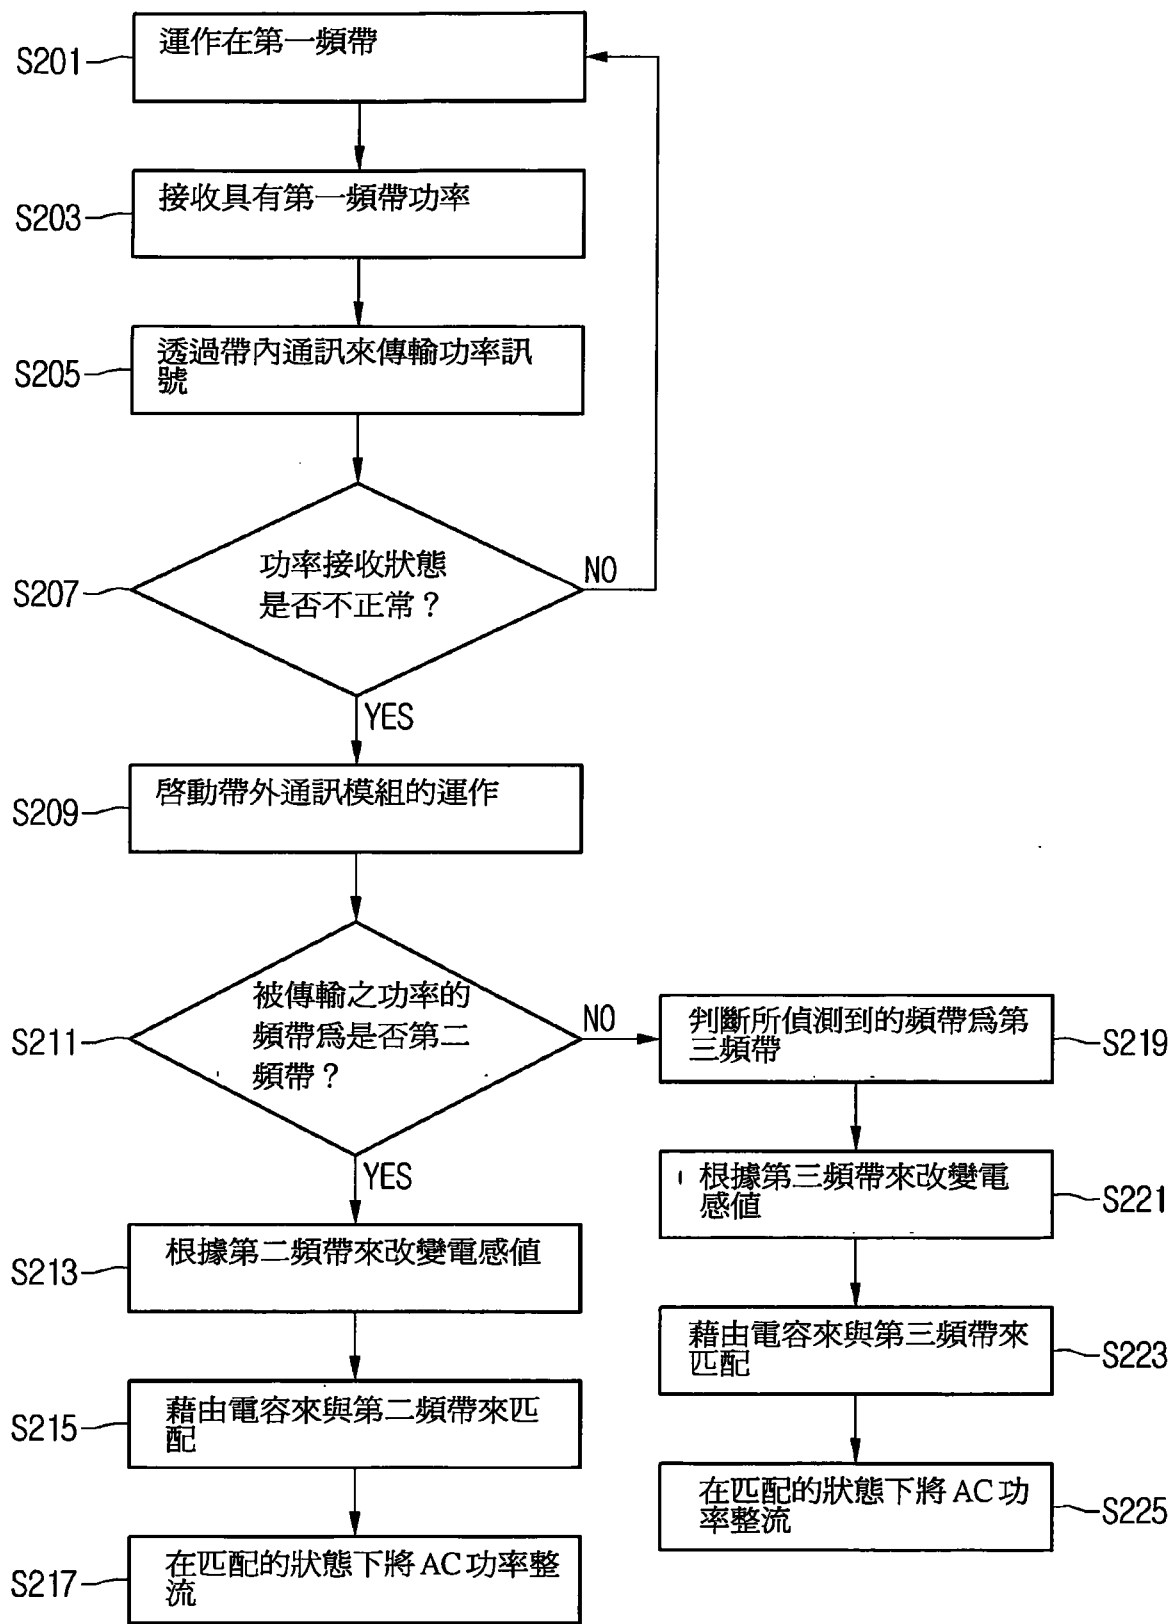 S201
運作在第一頻帶
S203
接收具有第一頻帶功率
S205
透過帶內通訊來傳輸功率訊
號
S207
功率接收狀態
是否不正常？
NO
YES
S209
啓動帶外通訊模組的運作
S211
被傳輸之功率的
頻帶爲是否第二
頻帶？
NO
YES
判斷所偵測到的頻帶爲第
三頻帶
S219
根據第三頻帶來改變電
感値
S221
S213
根據第二頻帶來改變電感値
藉由電容來與第三頻帶來
匹配
S223
S215
藉由電容來與第二頻帶來匹
配
在匹配的狀態下將 AC 功
率整流
S225
S217
在匹配的狀態下將 AC 功率整
流